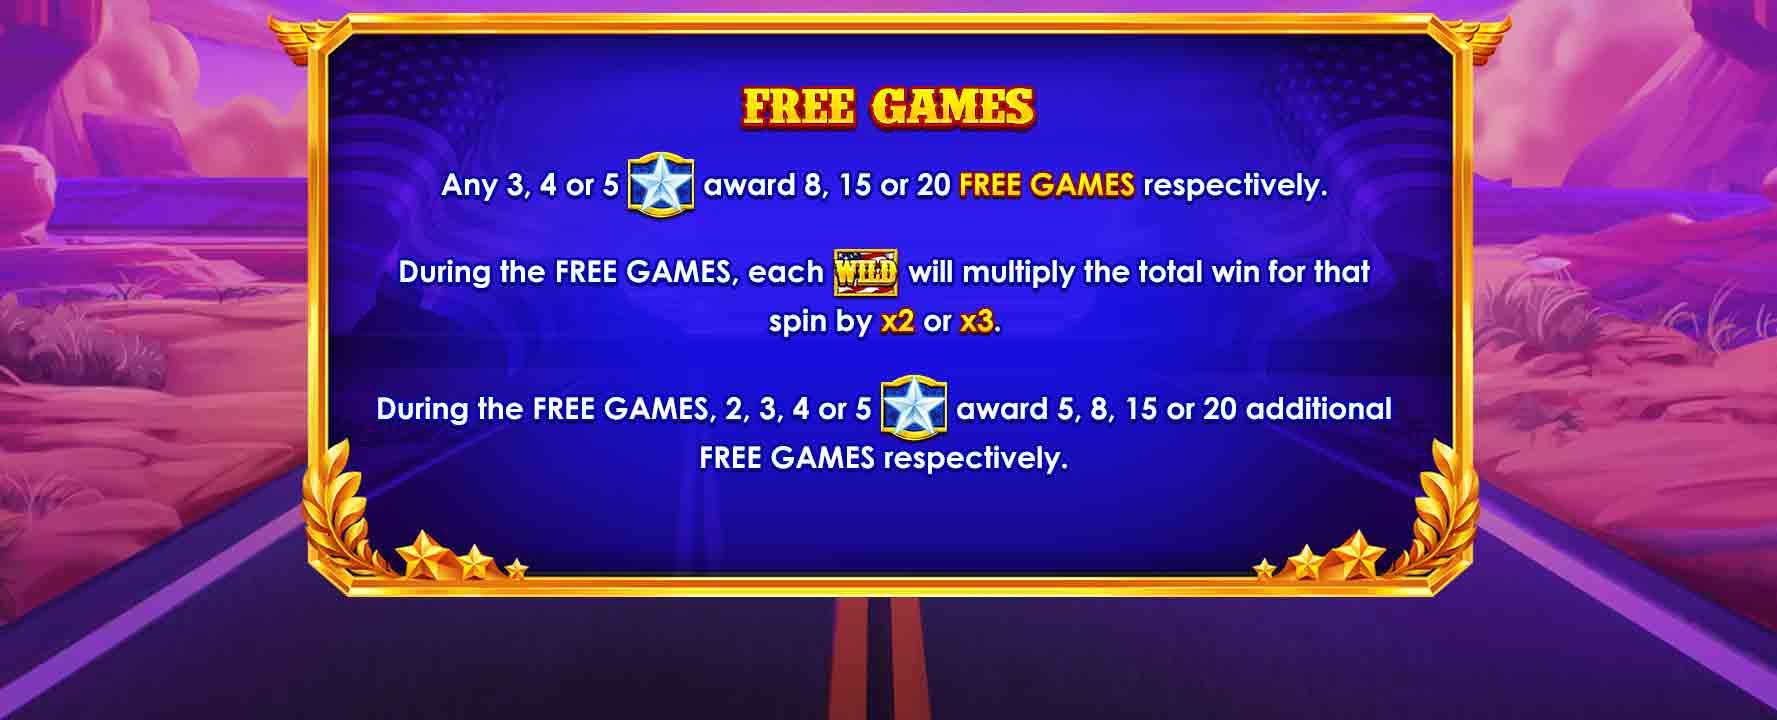 FREE GAMES
Any 3, 4 or 5 award 8, 15 or 20 FREE GAMES respectively.
During the FREE GAMES, each WILD will multiply the total win for that
spin by x2 or x3.
During the FREE GAMES, 2, 3, 4 or 5 award 5, 8, 15 or 20 additional
FREE GAMES respectively.